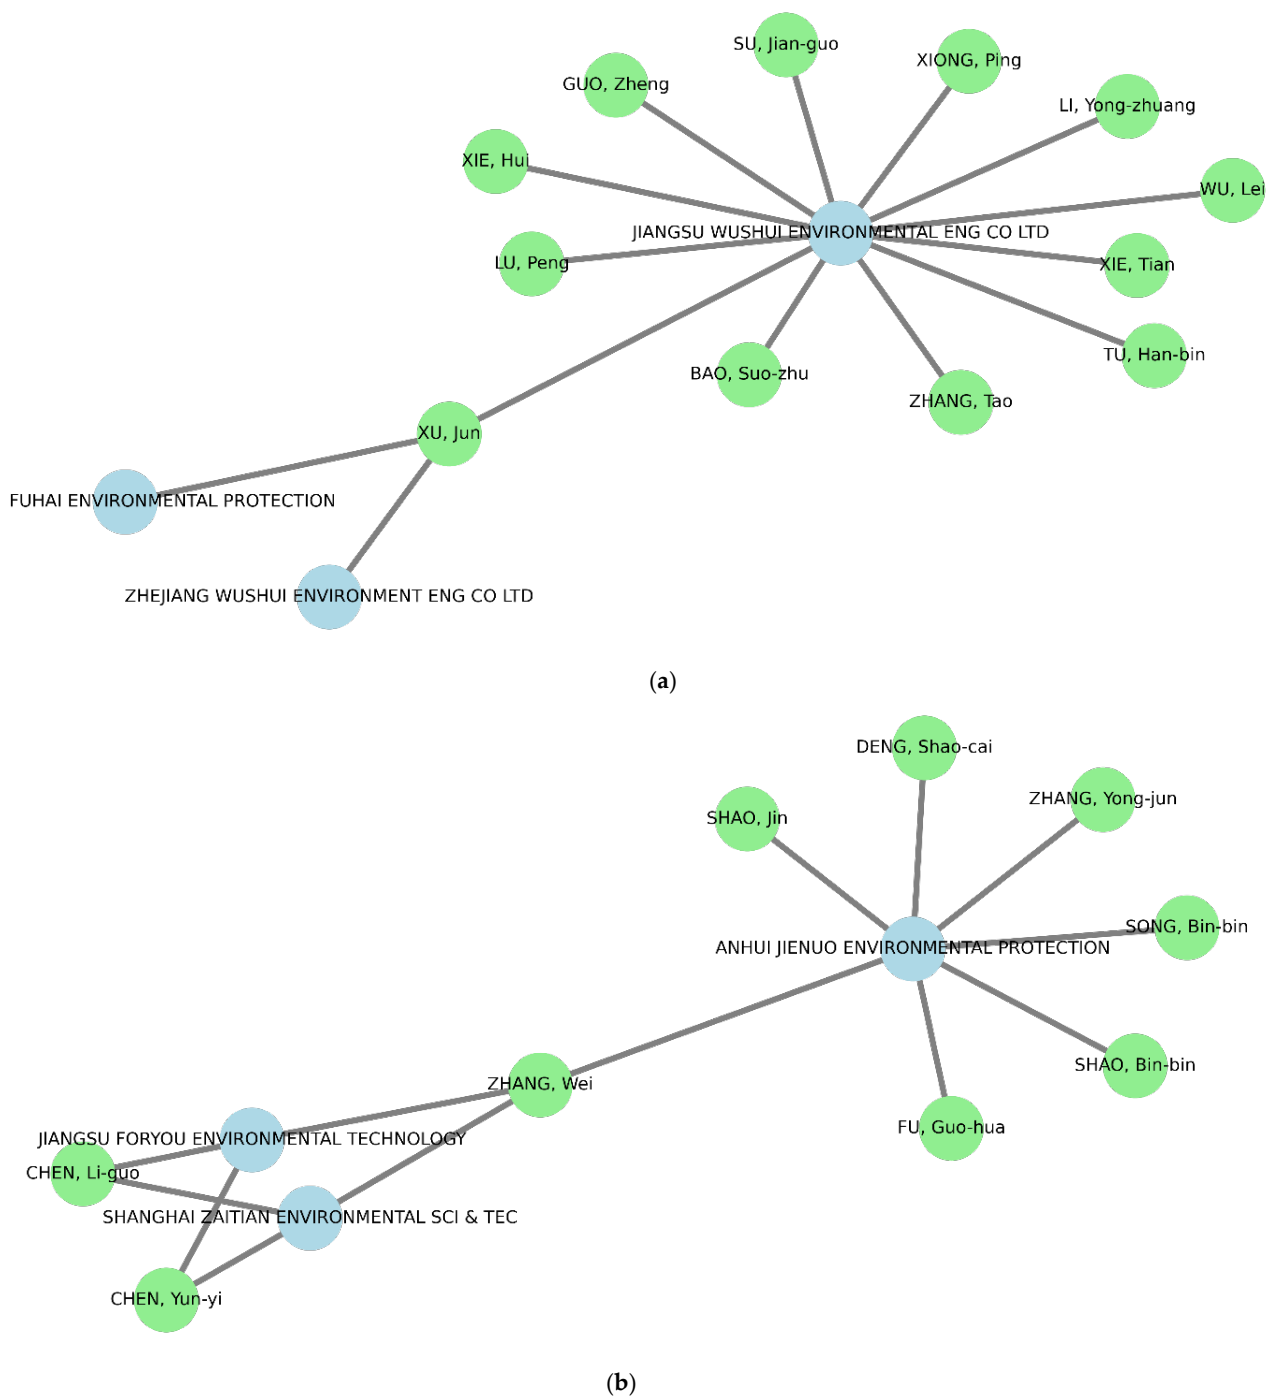 SU, Jian-guo
XIONG, Ping
GUO, Zheng
LI, Yong-zhuang
XIE, Hui
WU, Lei
JIANGSU WUSHUI ENVIRONMENTAL ENG CO LTD
LU, Peng
XIE, Tian
TU, Han-bin
BAO, Suo-zhu
ZHANG, Tao
XU, Jun
FUHAI ENVIRONMENTAL PROTECTION
ZHEJIANG WUSHUI ENVIRONMENT ENG CO LTD
(a)
DENG, Shao-cai
ZHANG, Yong-jun
SHAO, Jin
SONG, Bin-bin
ANHUI JIENUO ENVIRONMENTAL PROTECTION
SHAO, Bin-bin
ZHANG, Wei
FU, Guo-hua
JIANGSU FORYOU ENVIRONMENTAL TECHNOLOGY
CHEN, Li-guo
SHANGHAI ZAITIAN ENVIRONMENTAL SCI & TEC
CHEN, Yun-yi
(b)